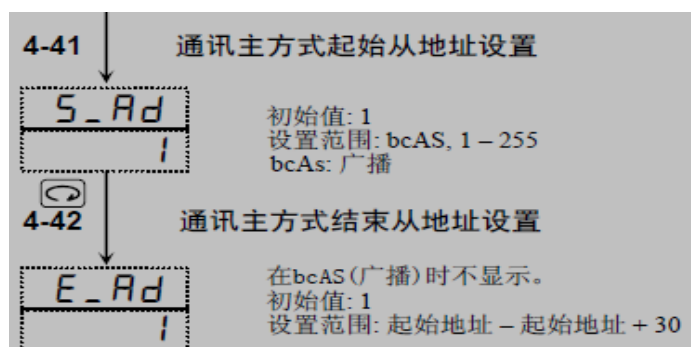 4-41 通讯主方式起始从地址设置
S_Ad
1
初始值: 1
设置范围: bcAS, 1 – 255
bcAs: 广播
4-42 通讯主方式结束从地址设置
E_Ad
1
在bcAS(广播)时不显示。
初始值: 1
设置范围: 起始地址 – 起始地址 + 30